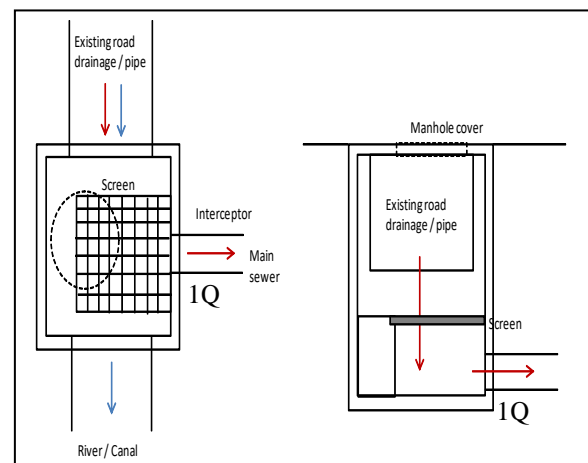 Existing road
drainage / pipe
Screen
Interceptor
Main
sewer
1Q
River / Canal
Manhole cover
Existing road
drainage / pipe
Screen
1Q